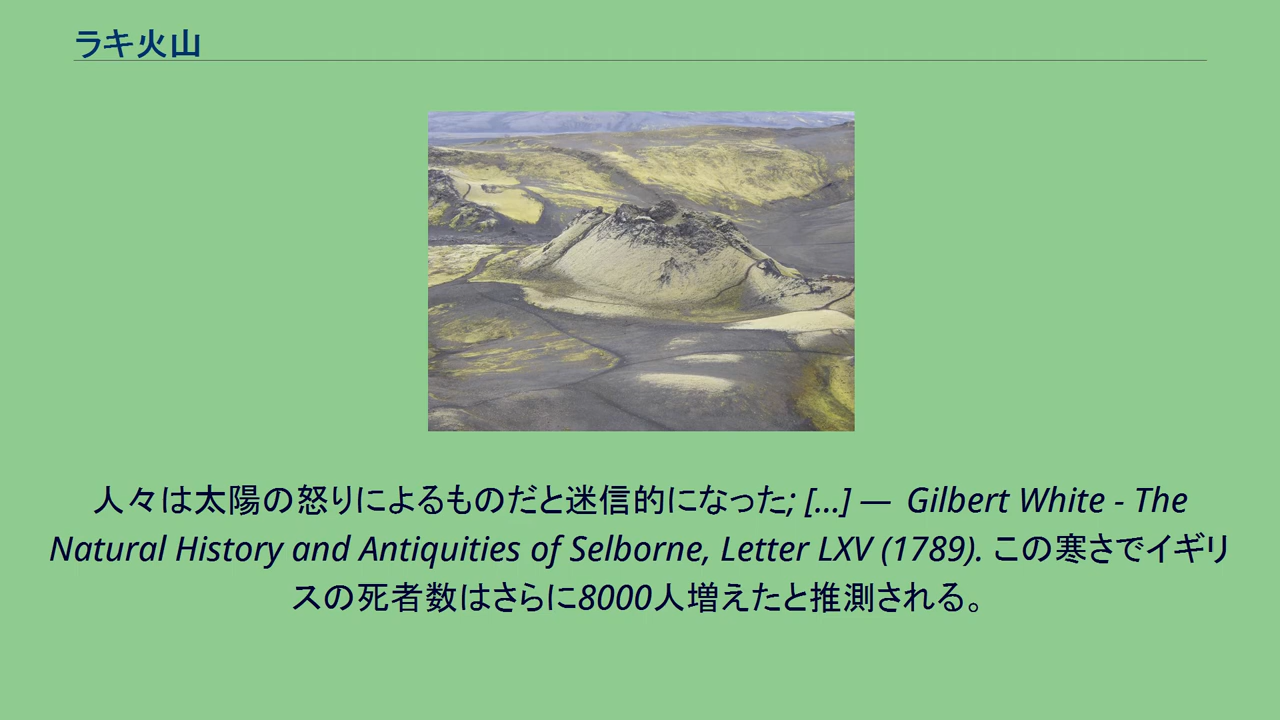 ラキ火山
人々は太陽の怒りによるものだと迷信的になった; [...] — Gilbert White - The
Natural History and Antiquities of Selborne, Letter LXV (1789). この寒さでイギリ
スの死者数はさらに8000人増えたと推測される。